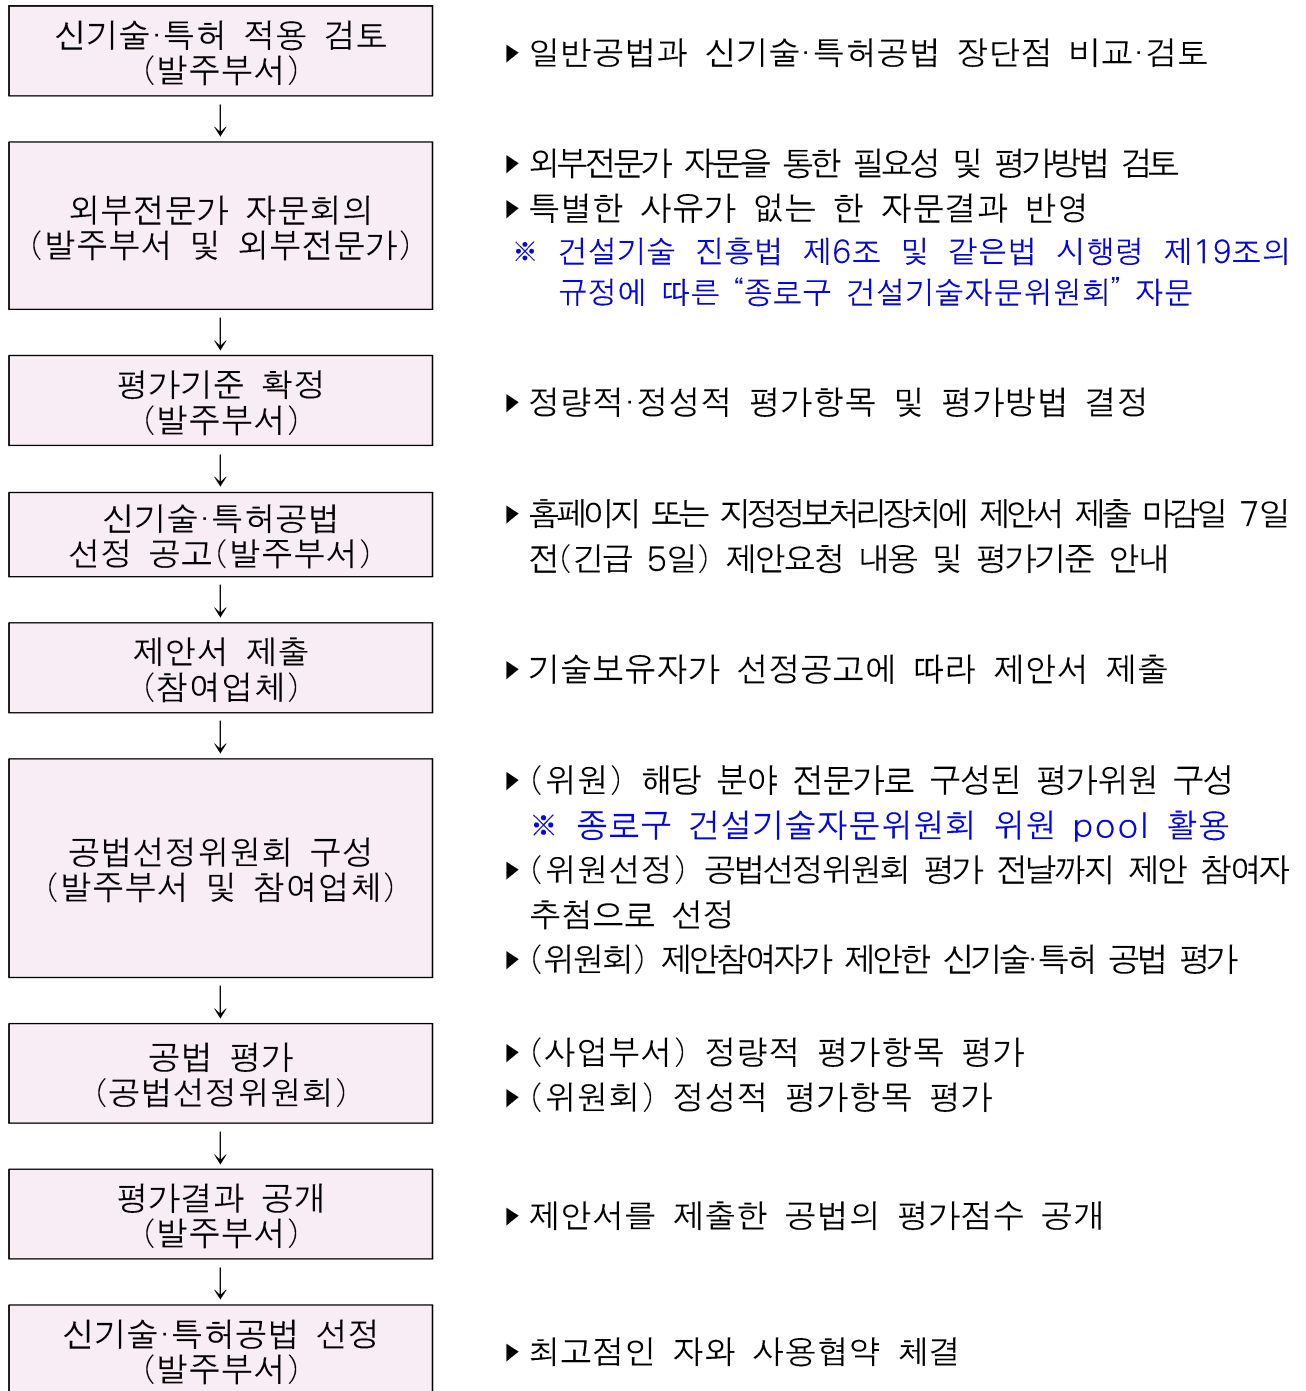 신기술·특허 적용 검토
(발주부서)
▶ 일반공법과 신기술·특허공법 장단점 비교·검토
↓
외부전문가 자문회의
(발주부서 및 외부전문가)
▶ 외부전문가 자문을 통한 필요성 및 평가방법 검토
▶ 특별한 사유가 없는 한 자문결과 반영
※ 건설기술 진흥법 제6조 및 같은법 시행령 제19조의
규정에 따른 “종로구 건설기술자문위원회” 자문
↓
평가기준 확정
(발주부서)
▶ 정량적·정성적 평가항목 및 평가방법 결정
↓
신기술·특허공법
선정 공고(발주부서)
▶ 홈페이지 또는 지정정보처리장치에 제안서 제출 마감일 7일
전(긴급 5일) 제안요청 내용 및 평가기준 안내
↓
제안서 제출
(참여업체)
▶ 기술보유자가 선정공고에 따라 제안서 제출
↓
공법선정위원회 구성
(발주부서 및 참여업체)
▶ (위원) 해당 분야 전문가로 구성된 평가위원 구성
※ 종로구 건설기술자문위원회 위원 pool 활용
▶ (위원선정) 공법선정위원회 평가 전날까지 제안 참여자
추첨으로 선정
▶ (위원회) 제안참여자가 제안한 신기술·특허 공법 평가
↓
공법 평가
(공법선정위원회)
▶ (사업부서) 정량적 평가항목 평가
▶ (위원회) 정성적 평가항목 평가
↓
평가결과 공개
(발주부서)
▶ 제안서를 제출한 공법의 평가점수 공개
↓
신기술·특허공법 선정
(발주부서)
▶ 최고점인 자와 사용협약 체결